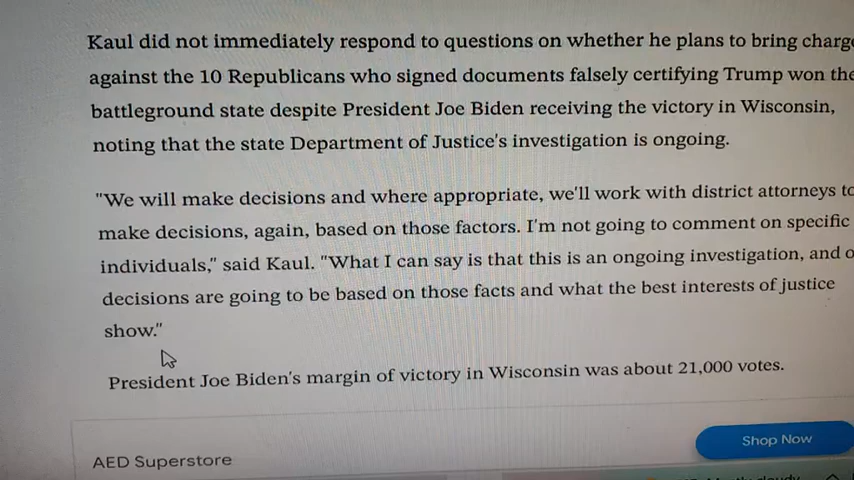 Kaul did not immediately respond to questions on whether he plans to bring
against the 10 Republicans who signed documents falsely certifying Trump won the
battleground state despite President Joe Biden receiving the victory in Wisconsin,
noting that the state Department of Justice's investigation is ongoing.
"We will make decisions and where appropriate, we'll work with district attorneys to
make decisions, again, based on those factors. I'm not going to comment on specific
individuals," said Kaul. "What I can say is that this is an ongoing investigation, and
decisions are going to be based on those facts and what the best interests of justice
show."
President Joe Biden's margin of victory in Wisconsin was about 21,000 votes.
AED Superstore
Shop Now